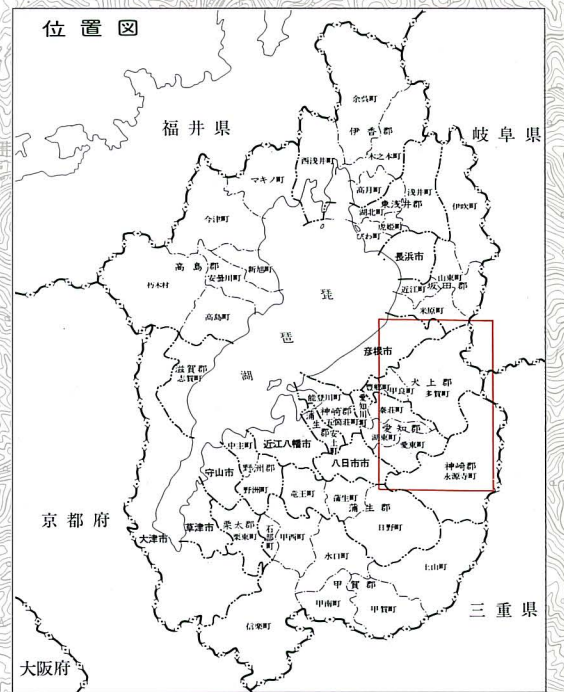 位置図
福井県
岐阜県
余呉町
伊香郡
木之本町
西浅井町
マキノ町
高月町
浅井町
伊吹町
東浅井郡
湖北町
虎姫町
びわ町
今津町
長浜市
高島郡
新旭町
安曇川町
朽木村
山東町
坂田郡
近江町
米原町
高島町
琵
琶
湖
彦根市
滋賀郡
志賀町
犬上郡
多賀町
豊郷町
甲良町
能登川町
愛知川町
秦荘町
神崎郡
五個荘町
蒲生郡
安土町
愛知郡
湖東町
愛東町
中主町
近江八幡市
八日市市
神崎郡
永源寺町
守山市
野洲郡
野洲町
竜王町
蒲生町
蒲生郡
京都府
大津市
草津市
栗太郡
栗東町
石部町
甲西町
日野町
水口町
土山町
甲賀郡
甲南町
甲賀町
三重県
信楽町
大阪府